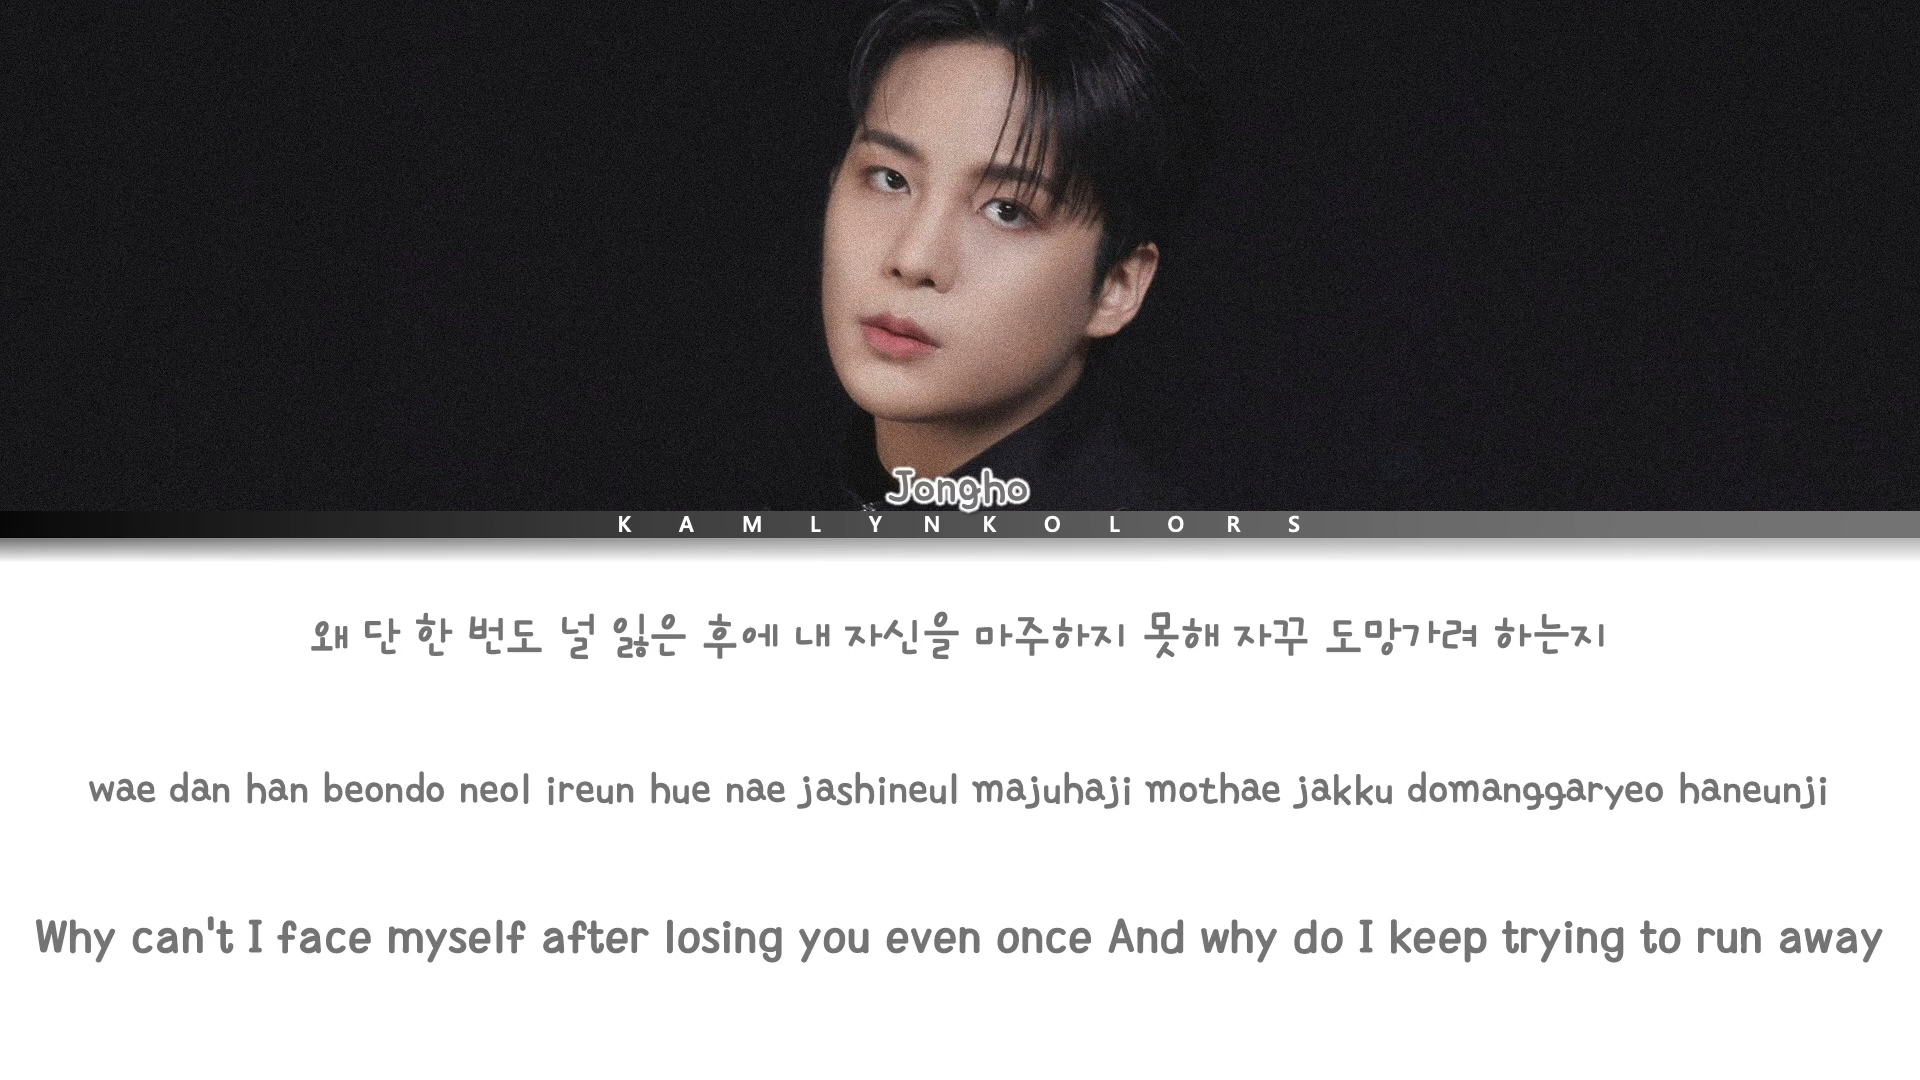 Jongho
KAMLYNKOLORS
왜 단 한 번도 널 잃은 후에 내 자신을 마주하지 못해 자꾸 도망가려 하는지
wae dan han beondo neol ireun hue nae jashineul majuhaji mothae jakku domanggaryeo haneunji
Why can't I face myself after losing you even once And why do I keep trying to run away